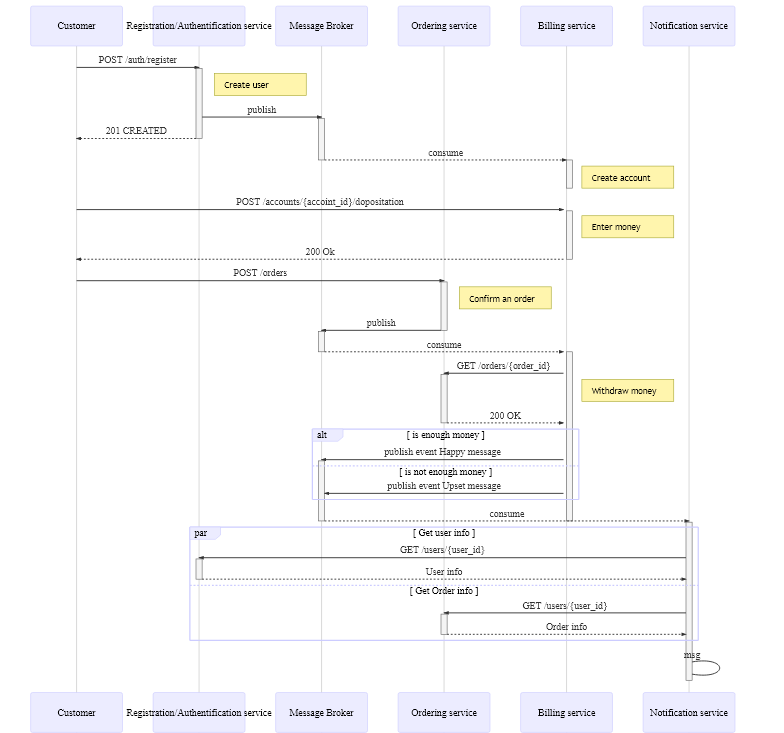 Customer
Registration/Authentification service
Message Broker
Ordering service
Billing service
Notification service
POST /auth/register
Create user
publish
201 CREATED
consume
Create account
POST /accounts/{accoint_id}/dopositation
Enter money
200 Ok
POST /orders
Confirm an order
publish
consume
GET /orders/{order_id}
Withdraw money
200 OK
alt
[ is enough money ]
publish event Happy message
[ is not enough money ]
publish event Upset message
consume
par
[ Get user info ]
GET /users/{user_id}
User info
[ Get Order info ]
GET /users/{user_id}
Order info
msg
Customer
Registration/Authentification service
Message Broker
Ordering service
Billing service
Notification service